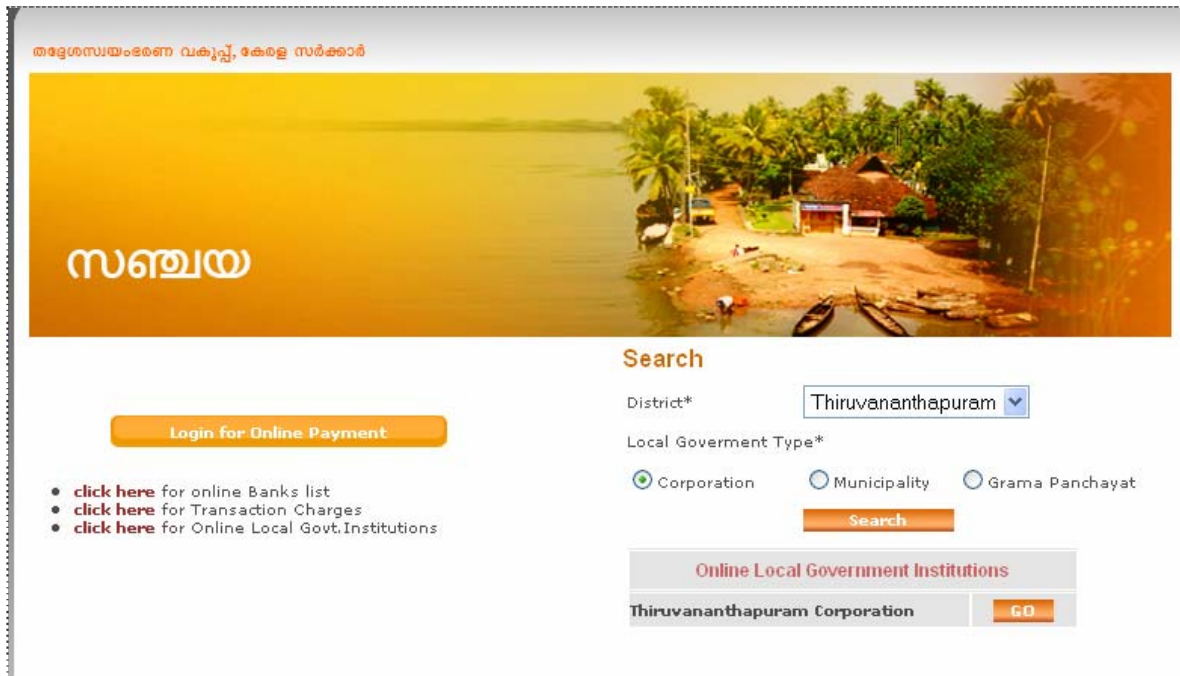 തദ്ദേശസ്വയംഭരണ വകുപ്പ്, കേരള സർക്കാർ
സഞ്ചയ
Login for Online Payment
click here for online Banks list
click here for Transaction Charges
click here for Online Local Govt.Institutions
Search
District*
Thiruvananthapuram
Local Goverment Type*
Corporation Municipality Grama Panchayat
Search
Online Local Government Institutions
Thiruvananthapuram Corporation GO